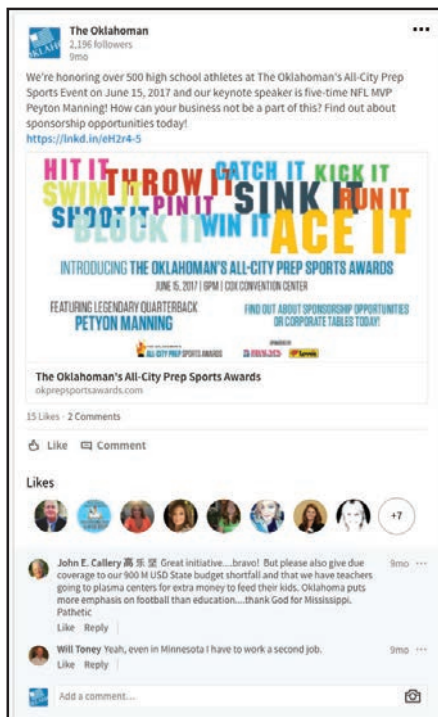 The Oklahoman
2,196 followers
9mo
We're honoring over 500 high school athletes at The Oklahoman's All-City Prep
Sports Event on June 15, 2017 and our keynote speaker is five-time NFL MVP
Peyton Manning! How can your business not be a part of this? Find out about
sponsorship opportunities today!
https://lnkd.in/eH2r4-5
HIT IT THROW IT CATCH IT KICK IT
SWIM IT PIN IT SINK IT RUN IT
SHOOT IT BLOCK IT WIN IT ACE IT
INTRODUCING THE OKLAHOMAN'S ALL-CITY PREP SPORTS AWARDS
JUNE 15, 2017 | 6PM | COX CONVENTION CENTER
FEATURING LEGENDARY QUARTERBACK
PETYON MANNING
FIND OUT ABOUT SPONSORSHIP OPPORTUNITIES
OR CORPORATE TABLES TODAY!
ALL-CITY PREP SPORTS AWARDS
The Oklahoman's All-City Prep Sports Awards
okprepsportsawards.com
15 Likes · 2 Comments
Like Comment
Likes
+7
John E. Callery 高 乐 坚 Great initiative....bravo! But please also give due
coverage to our 900 M USD State budget shortfall and that we have teachers
going to plasma centers for extra money to feed their kids. Oklahoma puts
more emphasis on football than education....thank God for Mississippi.
Pathetic
9mo
Like Reply
Will Toney Yeah, even in Minnesota I have to work a second job.
9mo
Like Reply
Add a comment...